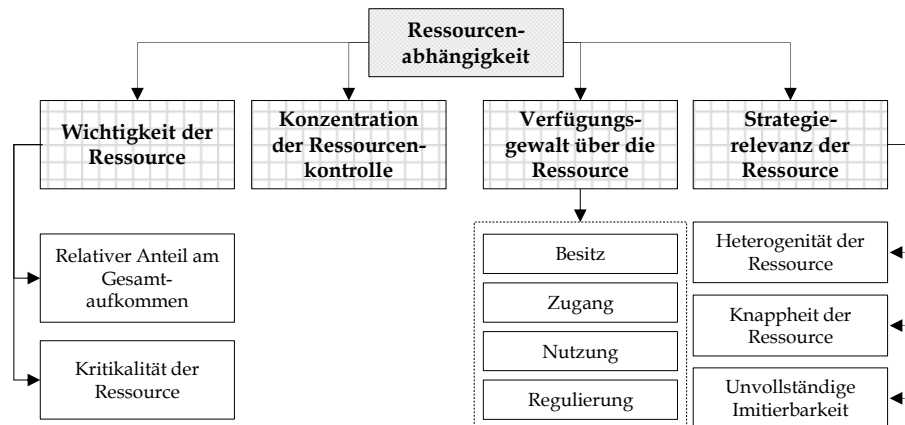 Ressourcen-
abhängigkeit
Wichtigkeit der
Ressource
Konzentration
der Ressourcen-
kontrolle
Verfügungs-
gewalt über die
Ressource
Strategie-
relevanz der
Ressource
Relativer Anteil am
Gesamt-
aufkommen
Kritikalität der
Ressource
Besitz
Zugang
Nutzung
Regulierung
Heterogenität der
Ressource
Knappheit der
Ressource
Unvollständige
Imitierbarkeit